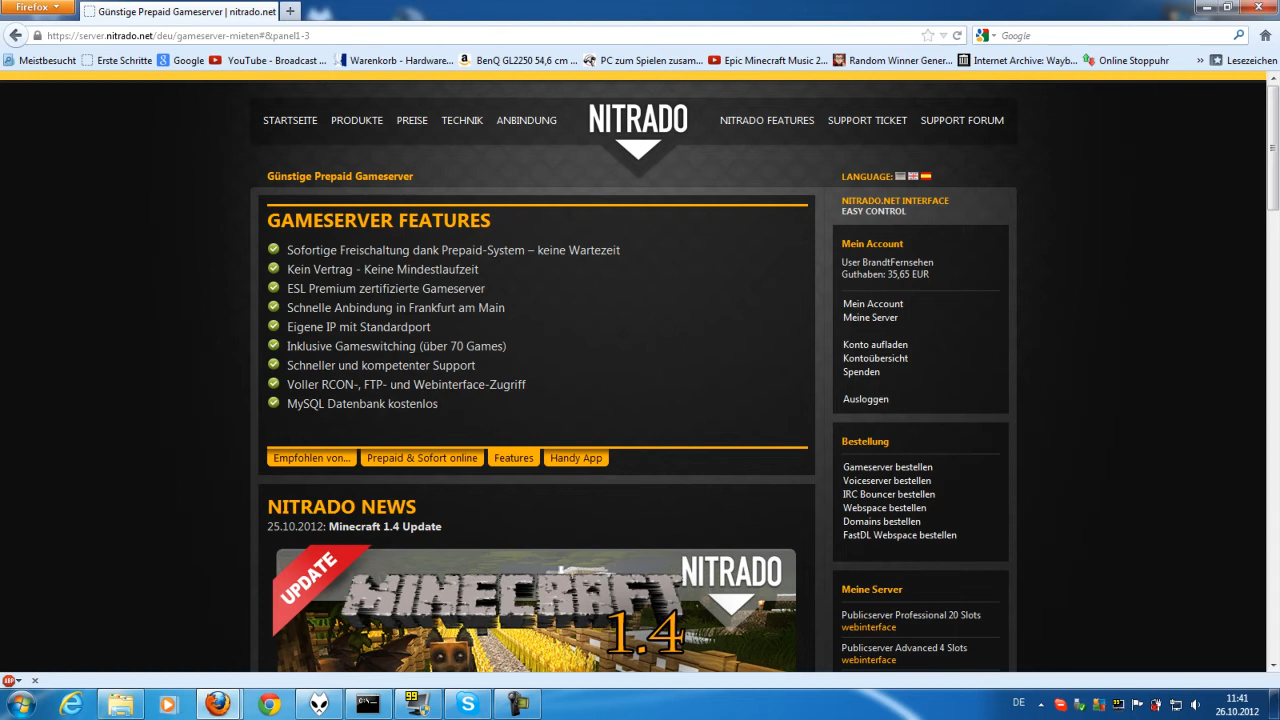 Firefox
Günstige Prepaid Gameserver | nitrado.net
https://server.nitrado.net/deu/gameserver-mieten#&panel1-3
Google
Meistbesucht
Erste Schritte
Google
YouTube - Broadcast ...
Warenkorb - Hardware...
BenQ GL2250 54,6 cm ...
PC zum Spielen zusam...
Epic Minecraft Music 2...
Random Winner Gener...
Internet Archive: Wayb...
Online Stoppuhr
»
Lesezeichen
STARTSEITE
PRODUKTE
PREISE
TECHNIK
ANBINDUNG
NITRADO
NITRADO FEATURES
SUPPORT TICKET
SUPPORT FORUM
Günstige Prepaid Gameserver
LANGUAGE:
GAMESERVER FEATURES
Sofortige Freischaltung dank Prepaid-System – keine Wartezeit
Kein Vertrag - Keine Mindestlaufzeit
ESL Premium zertifizierte Gameserver
Schnelle Anbindung in Frankfurt am Main
Eigene IP mit Standardport
Inklusive Gameswitching (über 70 Games)
Schneller und kompetenter Support
Voller RCON-, FTP- und Webinterface-Zugriff
MySQL Datenbank kostenlos
Empfohlen von...
Prepaid & Sofort online
Features
Handy App
NITRADO NEWS
25.10.2012: Minecraft 1.4 Update
UPDATE
MINECRAFT
1.4
NITRADO
NITRADO.NET INTERFACE
EASY CONTROL
Mein Account
User BrandtFernsehen
Guthaben: 35,65 EUR
Mein Account
Meine Server
Konto aufladen
Kontoübersicht
Spenden
Ausloggen
Bestellung
Gameserver bestellen
Voiceserver bestellen
IRC Bouncer bestellen
Webspace bestellen
Domains bestellen
FastDL Webspace bestellen
Meine Server
Publicserver Professional 20 Slots
webinterface
Publicserver Advanced 4 Slots
webinterface
99
DE
11:41
26.10.2012